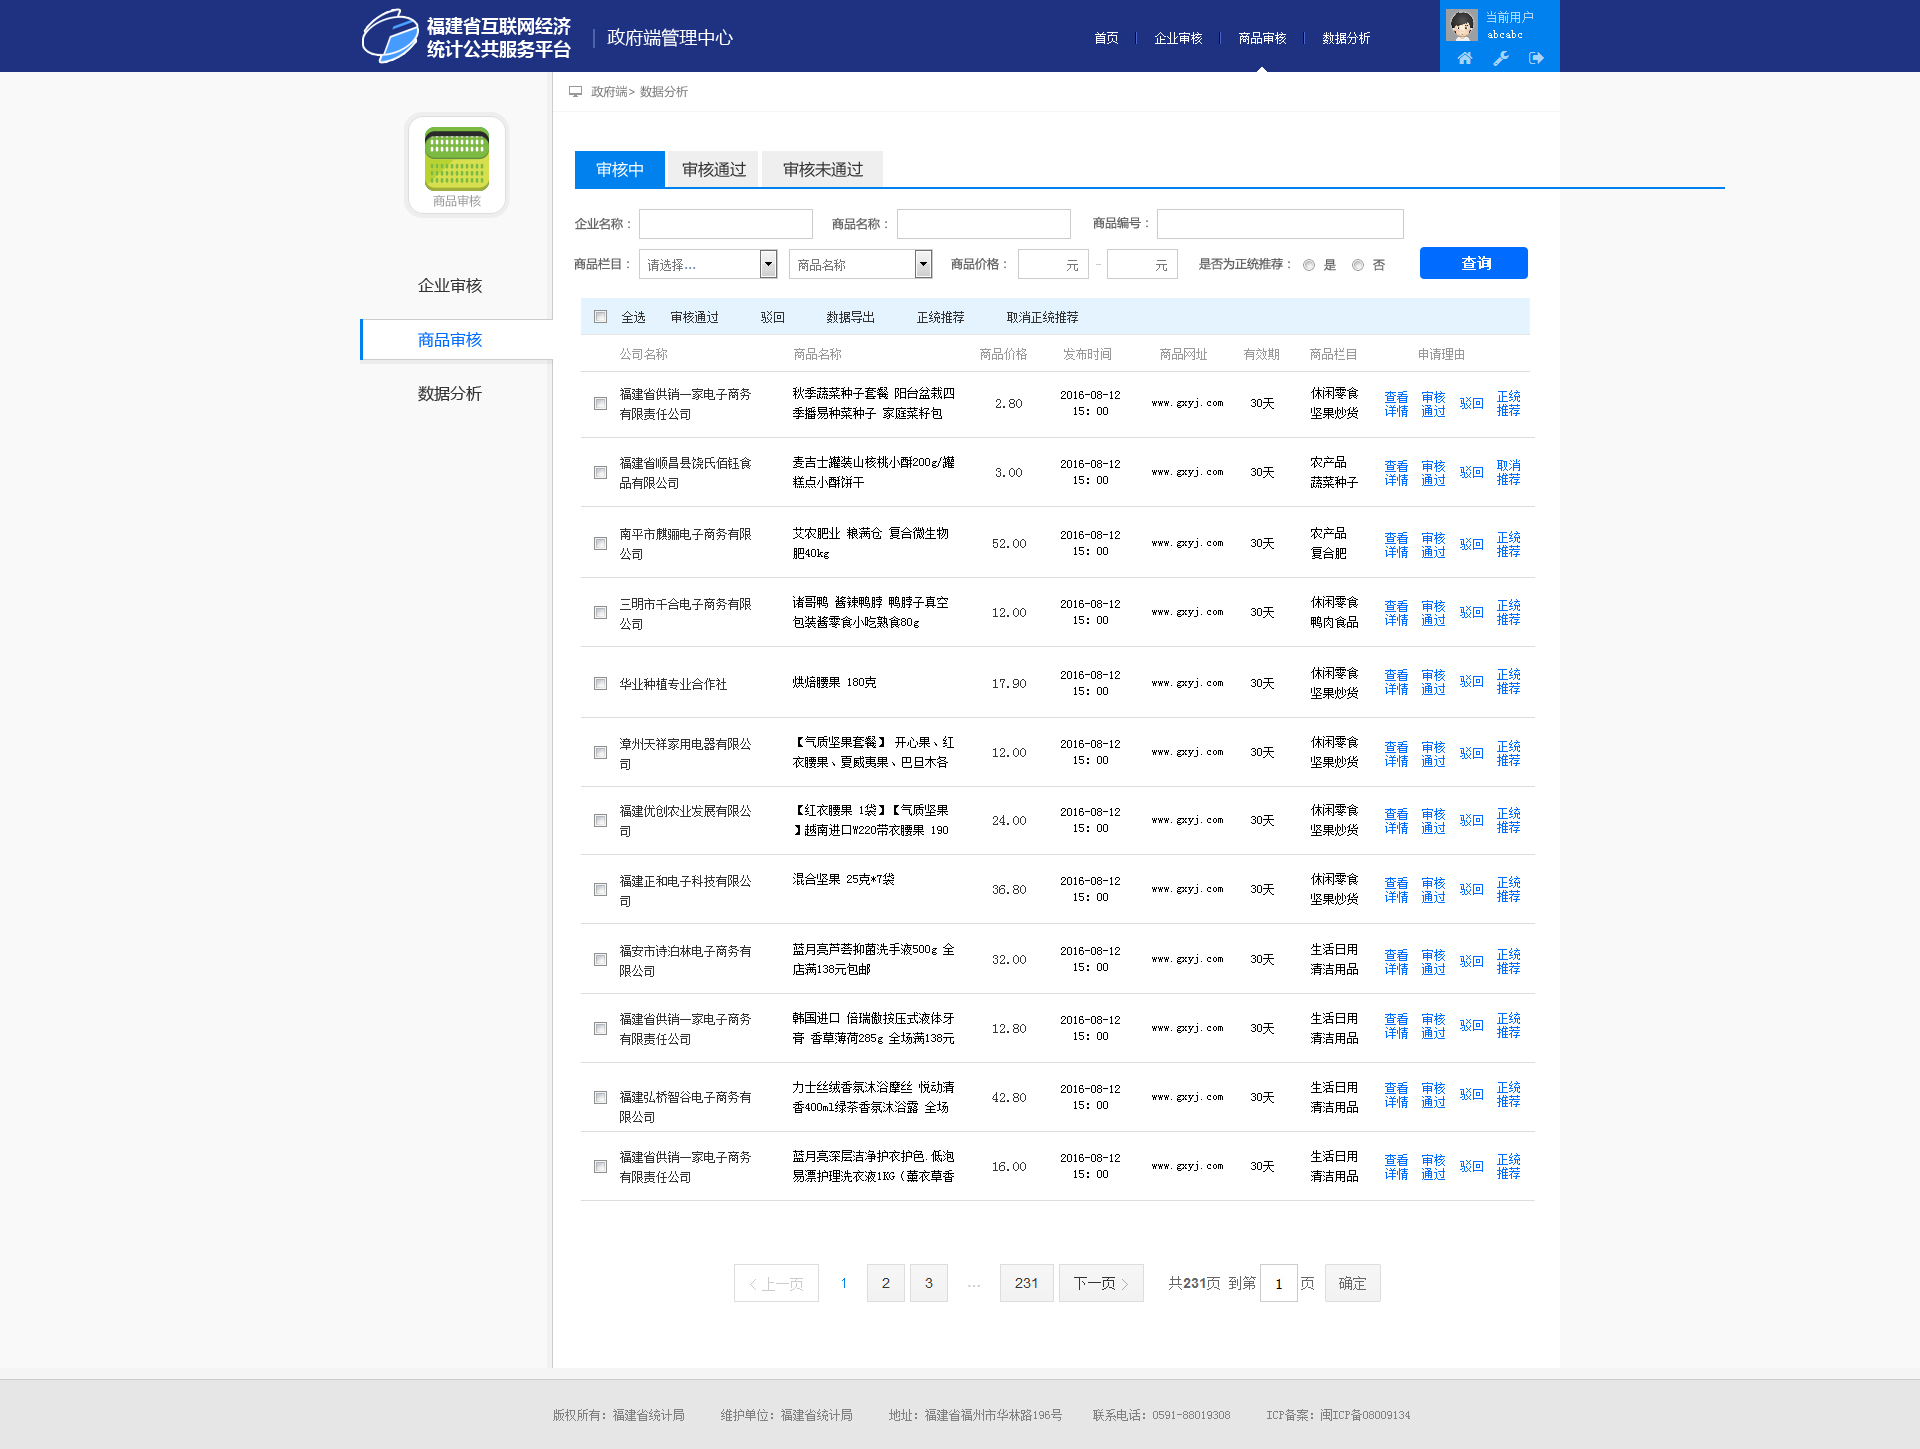 福建省互联网经济
统计公共服务平台
政府端管理中心
首页 企业审核 商品审核 数据分析
当前用户
abcabc
政府端> 数据分析
商品审核
企业审核
商品审核
数据分析
审核中 审核通过 审核未通过
企业名称： 商品名称： 商品编号：
商品栏目： 请选择... 商品名称 商品价格： 元 - 元 是否为正统推荐： 是 否 查询
全选 审核通过 驳回 数据导出 正统推荐 取消正统推荐
公司名称 商品名称 商品价格 发布时间 商品网址 有效期 商品栏目 申请理由
福建省供销一家电子商务 秋季蔬菜种子套餐 阳台盆栽四 2.80 2016-08-12 www.gxyj.com 30天 休闲零食 查看 审核 驳回 正统
有限责任公司 季播易种菜种子 家庭菜籽包 15: 00 坚果炒货 详情 通过 推荐
福建省顺昌县饶氏佰钰食 麦吉士罐装山核桃小酥200g/罐 3.00 2016-08-12 www.gxyj.com 30天 农产品 查看 审核 驳回 取消
品有限公司 糕点小酥饼干 15: 00 蔬菜种子 详情 通过 推荐
南平市麒骊电子商务有限 艾农肥业 粮满仓 复合微生物 52.00 2016-08-12 www.gxyj.com 30天 农产品 查看 审核 驳回 正统
公司 肥40kg 15: 00 复合肥 详情 通过 推荐
三明市千合电子商务有限 诸哥鸭 酱辣鸭脖 鸭脖子真空 12.00 2016-08-12 www.gxyj.com 30天 休闲零食 查看 审核 驳回 正统
公司 包装酱零食小吃熟食80g 15: 00 鸭肉食品 详情 通过 推荐
华业种植专业合作社 烘焙腰果 180克 17.90 2016-08-12 www.gxyj.com 30天 休闲零食 查看 审核 驳回 正统
15: 00 坚果炒货 详情 通过 推荐
漳州天祥家用电器有限公 【气质坚果套餐】 开心果、红 12.00 2016-08-12 www.gxyj.com 30天 休闲零食 查看 审核 驳回 正统
司 衣腰果、夏威夷果、巴旦木各 15: 00 坚果炒货 详情 通过 推荐
福建优创农业发展有限公 【红衣腰果 1袋】【气质坚果 24.00 2016-08-12 www.gxyj.com 30天 休闲零食 查看 审核 驳回 正统
司 】越南进口W220带衣腰果 190 15: 00 坚果炒货 详情 通过 推荐
福建正和电子科技有限公 混合坚果 25克*7袋 36.80 2016-08-12 www.gxyj.com 30天 休闲零食 查看 审核 驳回 正统
司 15: 00 坚果炒货 详情 通过 推荐
福安市诗泊林电子商务有 蓝月亮芦荟抑菌洗手液500g 全 32.00 2016-08-12 www.gxyj.com 30天 生活日用 查看 审核 驳回 正统
限公司 店满138元包邮 15: 00 清洁用品 详情 通过 推荐
福建省供销一家电子商务 韩国进口 倍瑞傲按压式液体牙 12.80 2016-08-12 www.gxyj.com 30天 生活日用 查看 审核 驳回 正统
有限责任公司 膏 香草薄荷285g 全场满138元 15: 00 清洁用品 详情 通过 推荐
福建弘桥智谷电子商务有 力士丝绒香氛沐浴摩丝 悦动清 42.80 2016-08-12 www.gxyj.com 30天 生活日用 查看 审核 驳回 正统
限公司 香400ml绿茶香氛沐浴露 全场 15: 00 清洁用品 详情 通过 推荐
福建省供销一家电子商务 蓝月亮深层洁净护衣护色.低泡 16.00 2016-08-12 www.gxyj.com 30天 生活日用 查看 审核 驳回 正统
有限责任公司 易漂护理洗衣液1KG（薰衣草香 15: 00 清洁用品 详情 通过 推荐
上一页 1 2 3 ... 231 下一页 共231页 到第 1 页 确定
版权所有：福建省统计局 维护单位：福建省统计局 地址：福建省福州市华林路196号 联系电话：0591-88019308 ICP备案：闽ICP备08009134